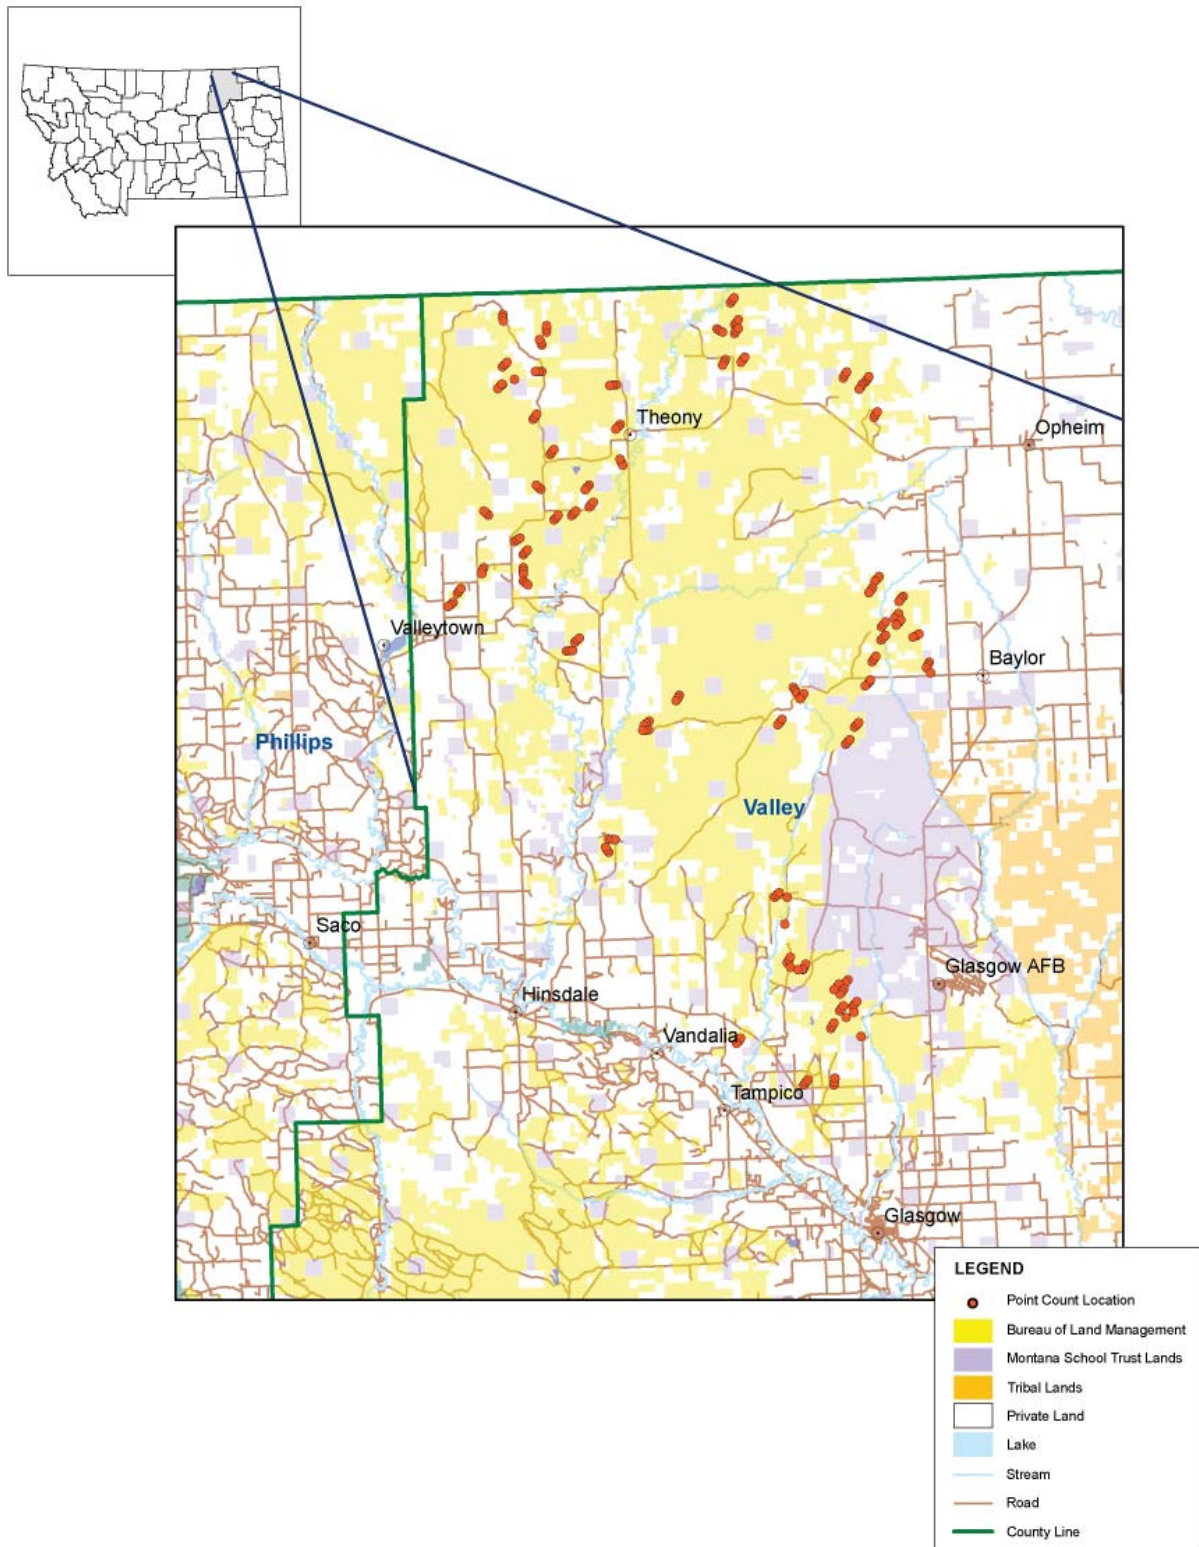 Theony
Opheim
Valleytown
Baylor
Phillips
Valley
Saco
Glasgow AFB
Hinsdale
Vandalia
Tampico
Glasgow
LEGEND
Point Count Location
Bureau of Land Management
Montana School Trust Lands
Tribal Lands
Private Land
Lake
Stream
Road
County Line